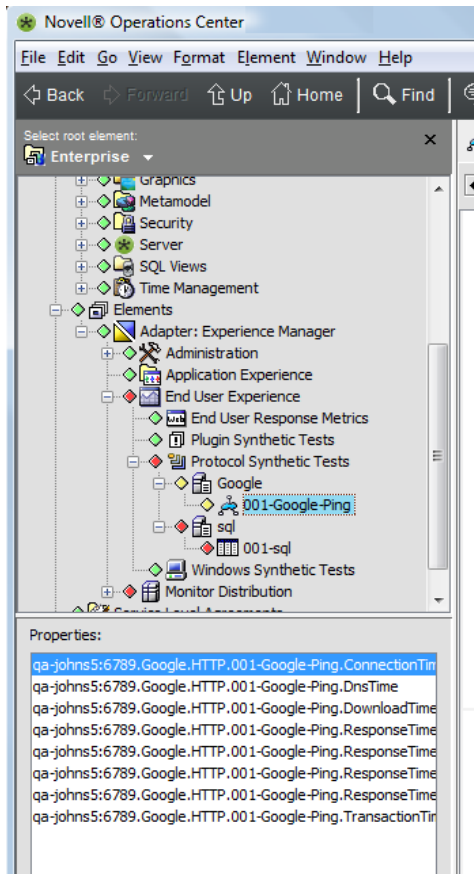 Novell® Operations Center
File Edit Go View Format Element Window Help
Back Forward Up Home Find
Select root element:
Enterprise
Graphics
Metamodel
Security
Server
SQL Views
Time Management
Elements
Adapter: Experience Manager
Administration
Application Experience
End User Experience
End User Response Metrics
Plugin Synthetic Tests
Protocol Synthetic Tests
Google
001-Google-Ping
sql
001-sql
Windows Synthetic Tests
Monitor Distribution
Service Level Agreements
Properties:
qa-johns5:6789.Google.HTTP.001-Google-Ping.ConnectionTim
qa-johns5:6789.Google.HTTP.001-Google-Ping.DnsTime
qa-johns5:6789.Google.HTTP.001-Google-Ping.DownloadTime
qa-johns5:6789.Google.HTTP.001-Google-Ping.ResponseTime
qa-johns5:6789.Google.HTTP.001-Google-Ping.ResponseTime
qa-johns5:6789.Google.HTTP.001-Google-Ping.ResponseTime
qa-johns5:6789.Google.HTTP.001-Google-Ping.ResponseTime
qa-johns5:6789.Google.HTTP.001-Google-Ping.TransactionTim